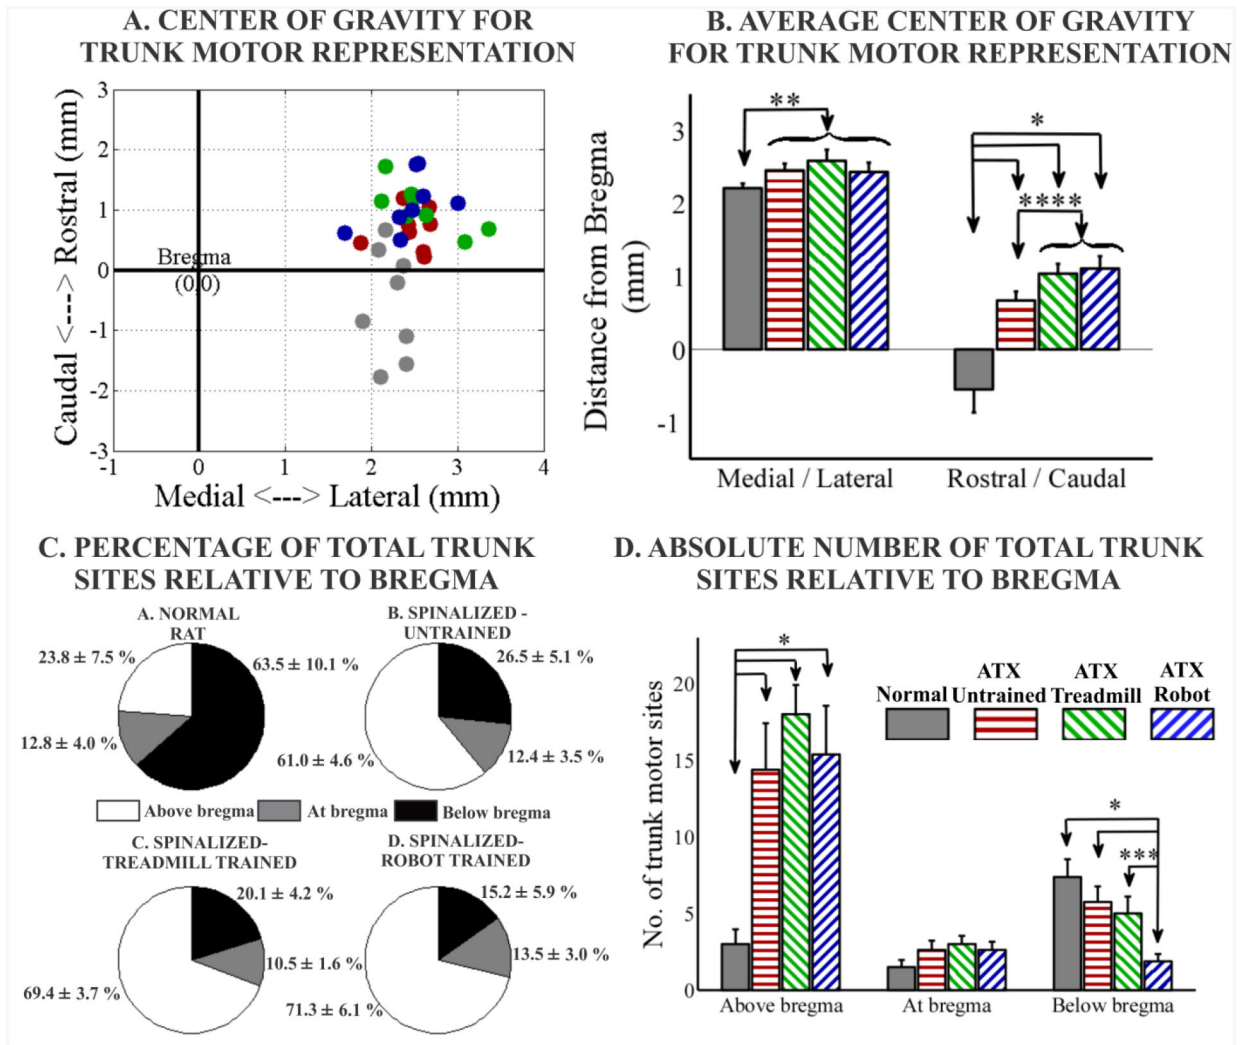 A. CENTER OF GRAVITY FOR
TRUNK MOTOR REPRESENTATION
Caudal <---> Rostral (mm)
3
2
1
0
-1
-2
-3
Bregma
(0,0)
-1
0
1
2
3
4
Medial <---> Lateral (mm)
B. AVERAGE CENTER OF GRAVITY
FOR TRUNK MOTOR REPRESENTATION
Distance from Bregma
(mm)
3
2
1
0
-1
**
*
****
Medial / Lateral
Rostral / Caudal
C. PERCENTAGE OF TOTAL TRUNK
SITES RELATIVE TO BREGMA
A. NORMAL
RAT
23.8 ± 7.5 %
63.5 ± 10.1 %
12.8 ± 4.0 %
B. SPINALIZED -
UNTRAINED
26.5 ± 5.1 %
12.4 ± 3.5 %
61.0 ± 4.6 %
Above bregma
At bregma
Below bregma
C. SPINALIZED-
TREADMILL TRAINED
20.1 ± 4.2 %
10.5 ± 1.6 %
69.4 ± 3.7 %
D. SPINALIZED-
ROBOT TRAINED
15.2 ± 5.9 %
13.5 ± 3.0 %
71.3 ± 6.1 %
D. ABSOLUTE NUMBER OF TOTAL TRUNK
SITES RELATIVE TO BREGMA
No. of trunk motor sites
20
15
10
5
0
*
Normal
ATX
Untrained
ATX
Treadmill
ATX
Robot
*
***
Above bregma
At bregma
Below bregma